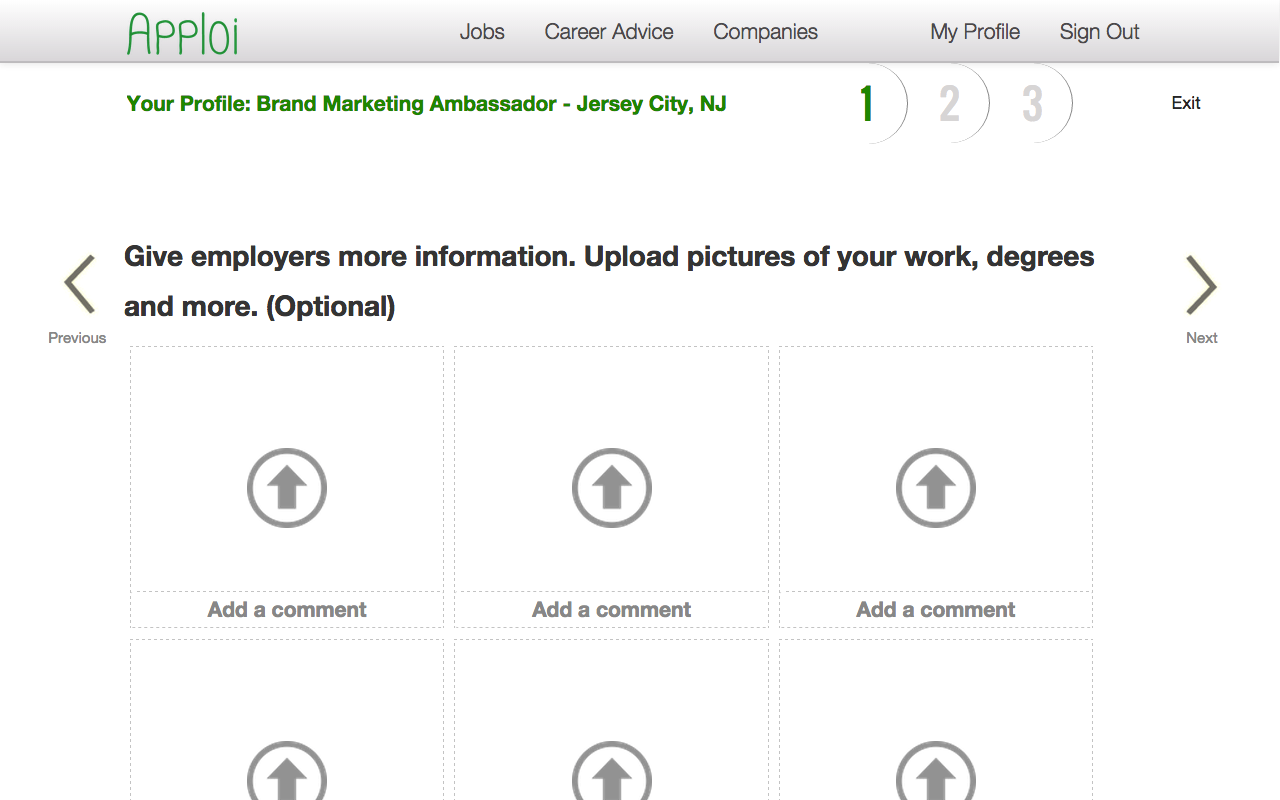 Apploi
Jobs Career Advice Companies My Profile Sign Out
Your Profile: Brand Marketing Ambassador - Jersey City, NJ
1 2 3
Exit
Give employers more information. Upload pictures of your work, degrees
and more. (Optional)
Previous
Next
Add a comment Add a comment Add a comment